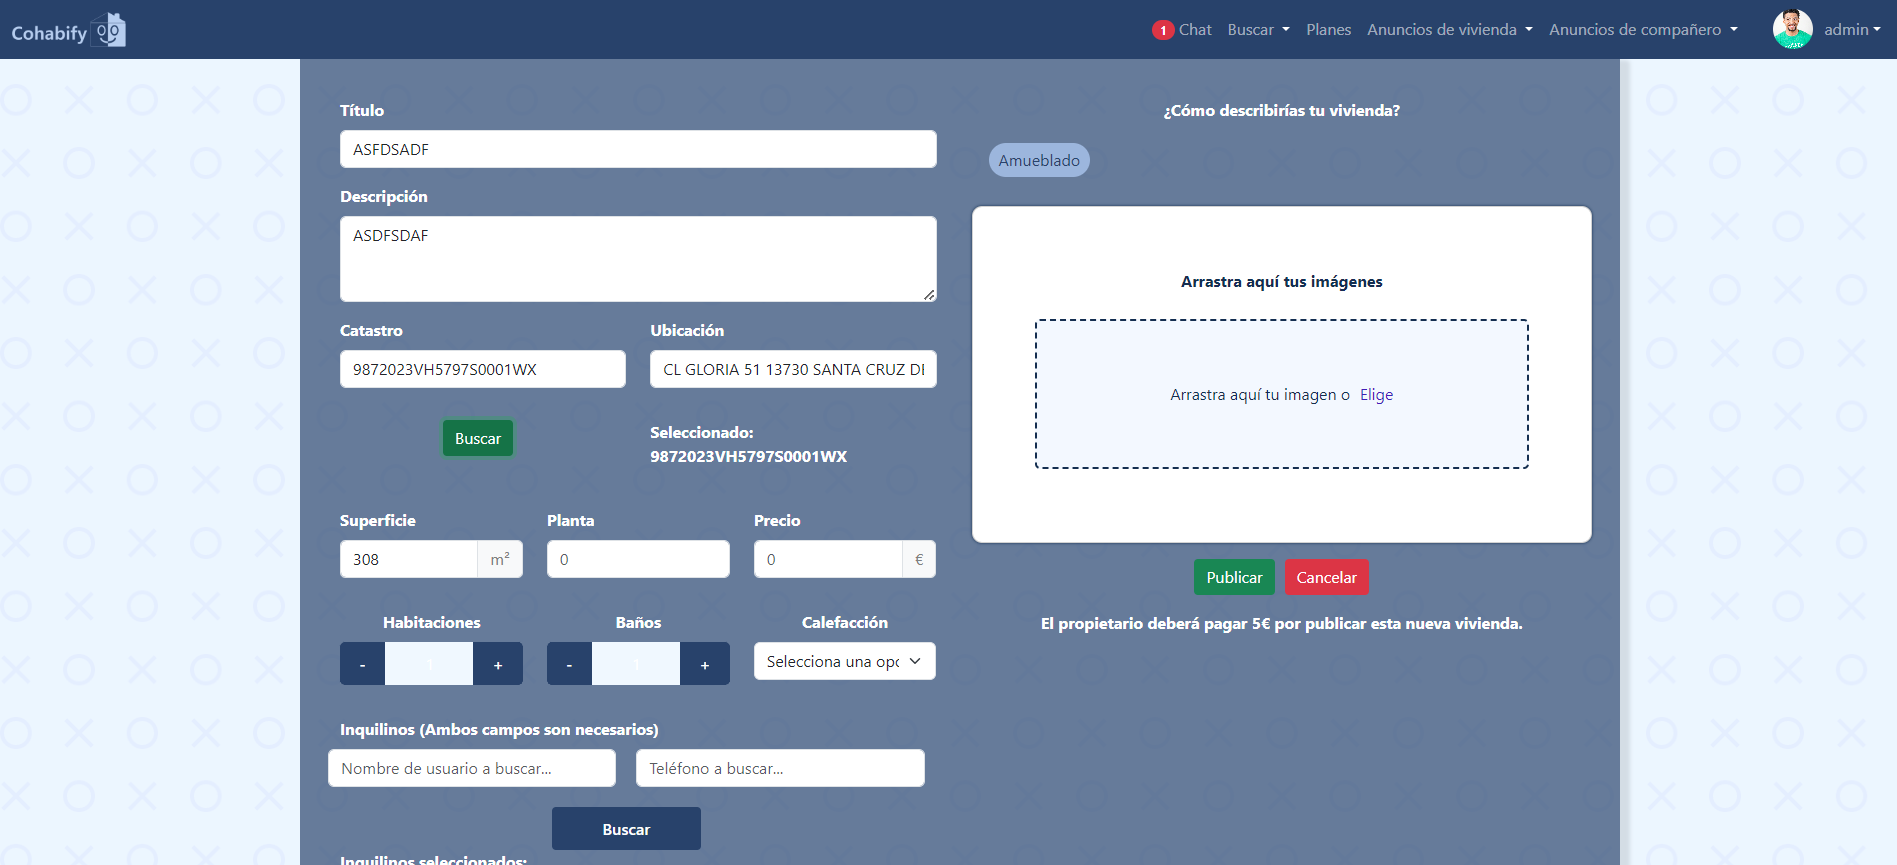 Cohabify
1 Chat Buscar Planes Anuncios de vivienda Anuncios de compañero admin
Título
ASFDSADF
Descripción
ASDFSDAF
Catastro Ubicación
9872023VH5797S0001WX CL GLORIA 51 13730 SANTA CRUZ DE
Buscar
Seleccionado:
9872023VH5797S0001WX
Superficie Planta Precio
308 m² 0 0 €
Habitaciones Baños Calefacción
- 1 + - 1 + Selecciona una opc
Inquilinos (Ambos campos son necesarios)
Nombre de usuario a buscar... Teléfono a buscar...
Buscar
Inquilinos seleccionados:
¿Cómo describirías tu vivienda?
Amueblado
Arrastra aquí tus imágenes
Arrastra aquí tu imagen o Elige
Publicar Cancelar
El propietario deberá pagar 5€ por publicar esta nueva vivienda.